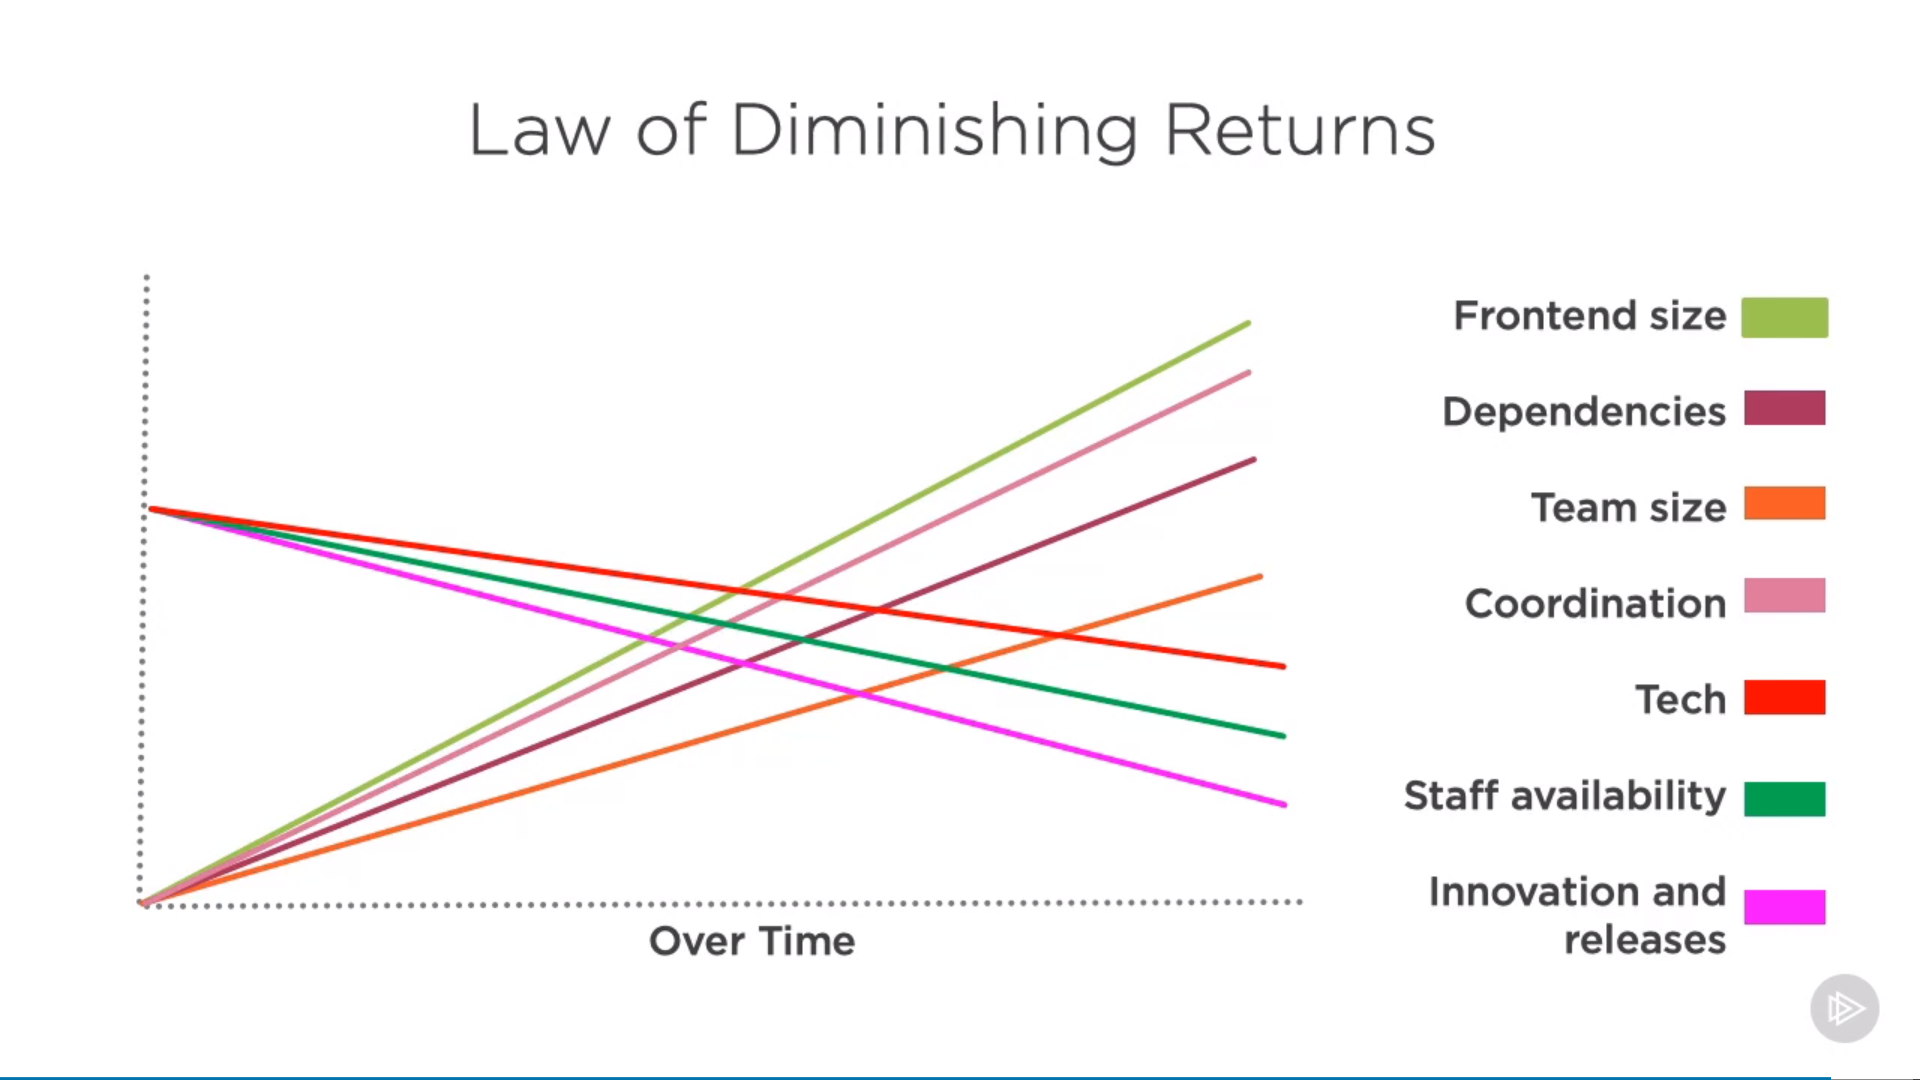 Law of Diminishing Returns
Frontend size
Dependencies
Team size
Coordination
Tech
Staff availability
Innovation and
releases
Over Time